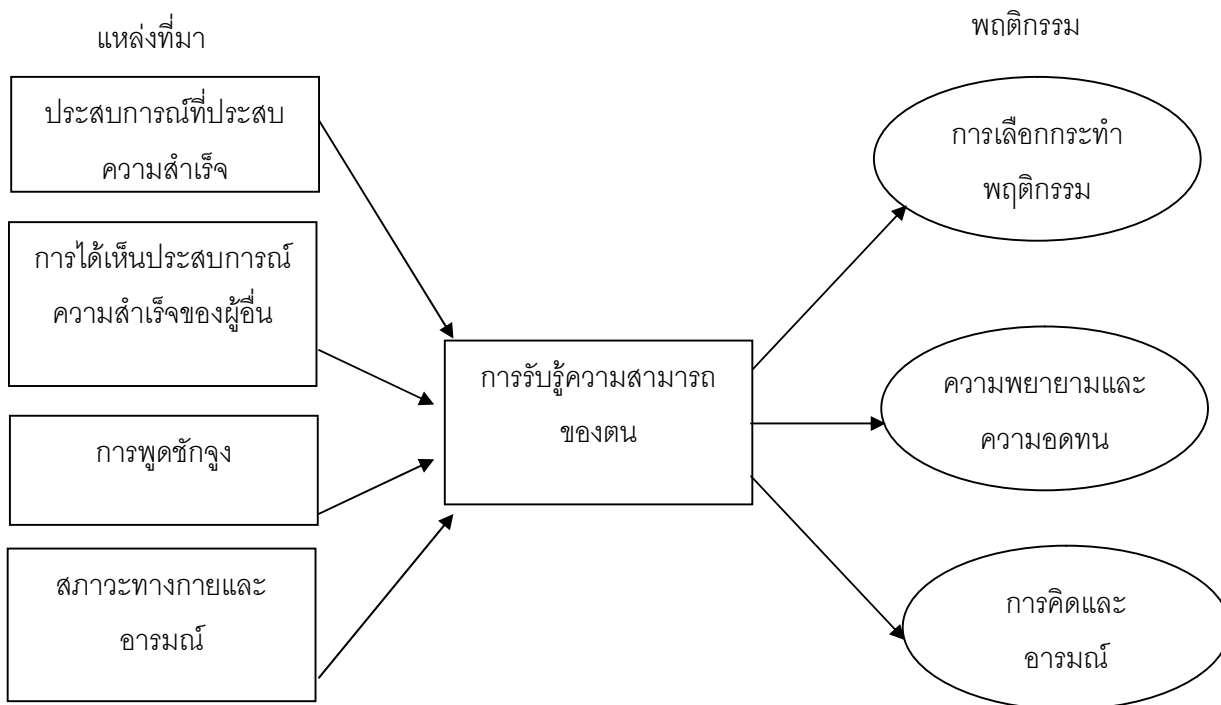 แหล่งที่มา
ประสบการณ์ที่ประสบ
ความสำเร็จ
การได้เห็นประสบการณ์
ความสำเร็จของผู้อื่น
การพูดชักจูง
สภาวะทางกายและ
อารมณ์
การรับรู้ความสามารถ
ของตน
พฤติกรรม
การเลือกกระทำ
พฤติกรรม
ความพยายามและ
ความอดทน
การคิดและ
อารมณ์